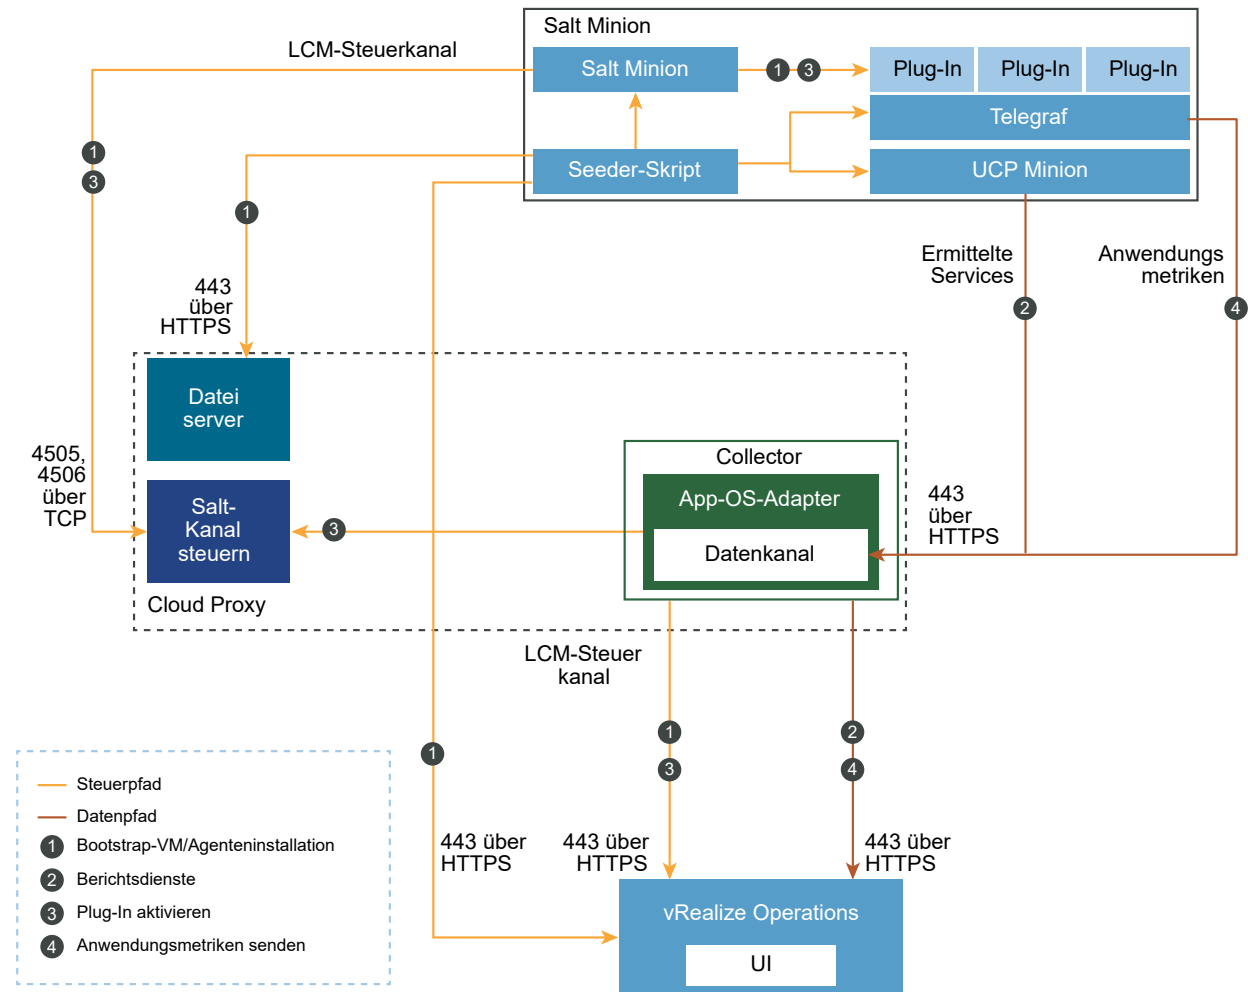 Salt Minion
LCM-Steuerkanal
Salt Minion
1
3
Plug-In
Plug-In
Plug-In
Telegraf
Seeder-Skript
UCP Minion
1
3
1
443
über
HTTPS
Ermittelte
Services
2
Anwendungs
metriken
4
Datei
server
4505,
4506
über
TCP
Salt-
Kanal
steuern
3
Cloud Proxy
Collector
App-OS-Adapter
Datenkanal
443
über
HTTPS
LCM-Steuer
kanal
1
1
3
2
4
443 über
HTTPS
443 über
HTTPS
443 über
HTTPS
vRealize Operations
UI
Steuerpfad
Datenpfad
1 Bootstrap-VM/Agenteninstallation
2 Berichtsdienste
3 Plug-In aktivieren
4 Anwendungsmetriken senden